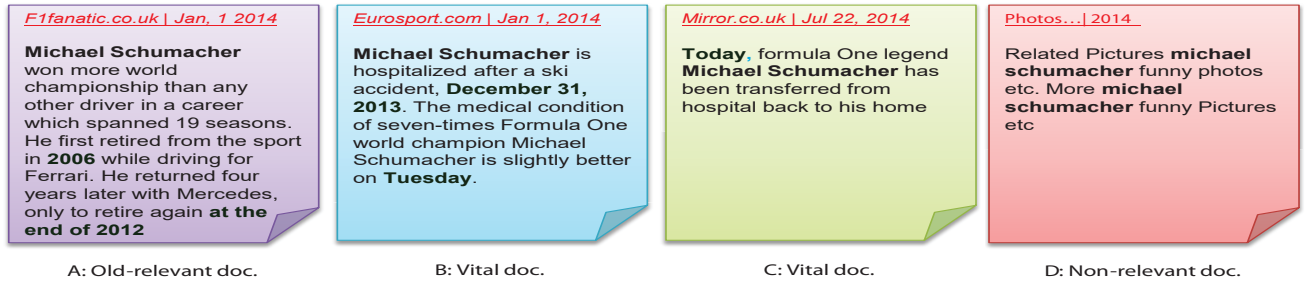 F1fanatic.co.uk | Jan, 1 2014
Michael Schumacher
won more world
championship than any
other driver in a career
which spanned 19 seasons.
He first retired from the sport
in 2006 while driving for
Ferrari. He returned four
years later with Mercedes,
only to retire again at the
end of 2012
A: Old-relevant doc.
Eurosport.com | Jan 1, 2014
Michael Schumacher is
hospitalized after a ski
accident, December 31,
2013. The medical condition
of seven-times Formula One
world champion Michael
Schumacher is slightly better
on Tuesday.
B: Vital doc.
Mirror.co.uk | Jul 22, 2014
Today, formula One legend
Michael Schumacher has
been transferred from
hospital back to his home
C: Vital doc.
Photos...| 2014
Related Pictures michael
schumacher funny photos
etc. More michael
schumacher funny Pictures
etc
D: Non-relevant doc.